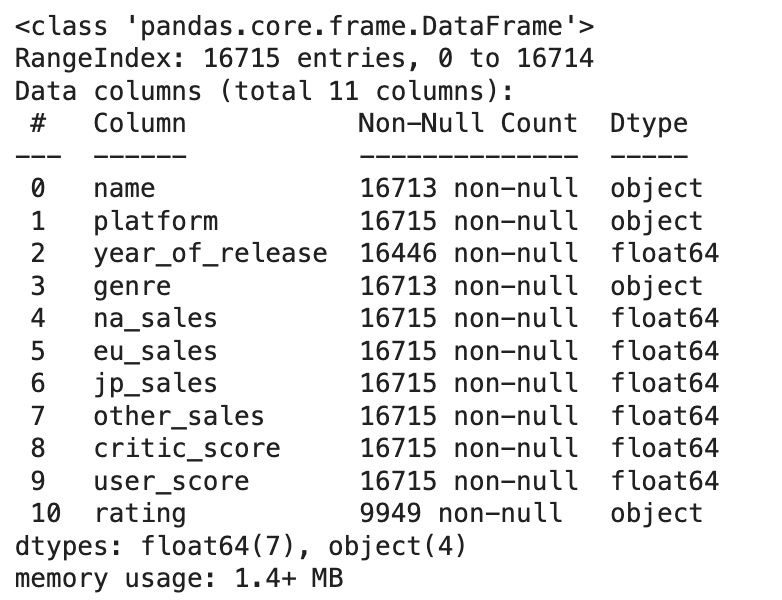 <class 'pandas.core.frame.DataFrame'>
RangeIndex: 16715 entries, 0 to 16714
Data columns (total 11 columns):
 #   Column           Non-Null Count  Dtype
---  ------           --------------  -----
 0   name             16713 non-null  object
 1   platform         16715 non-null  object
 2   year_of_release  16446 non-null  float64
 3   genre            16713 non-null  object
 4   na_sales         16715 non-null  float64
 5   eu_sales         16715 non-null  float64
 6   jp_sales         16715 non-null  float64
 7   other_sales      16715 non-null  float64
 8   critic_score     16715 non-null  float64
 9   user_score       16715 non-null  float64
 10  rating           9949 non-null   object
dtypes: float64(7), object(4)
memory usage: 1.4+ MB